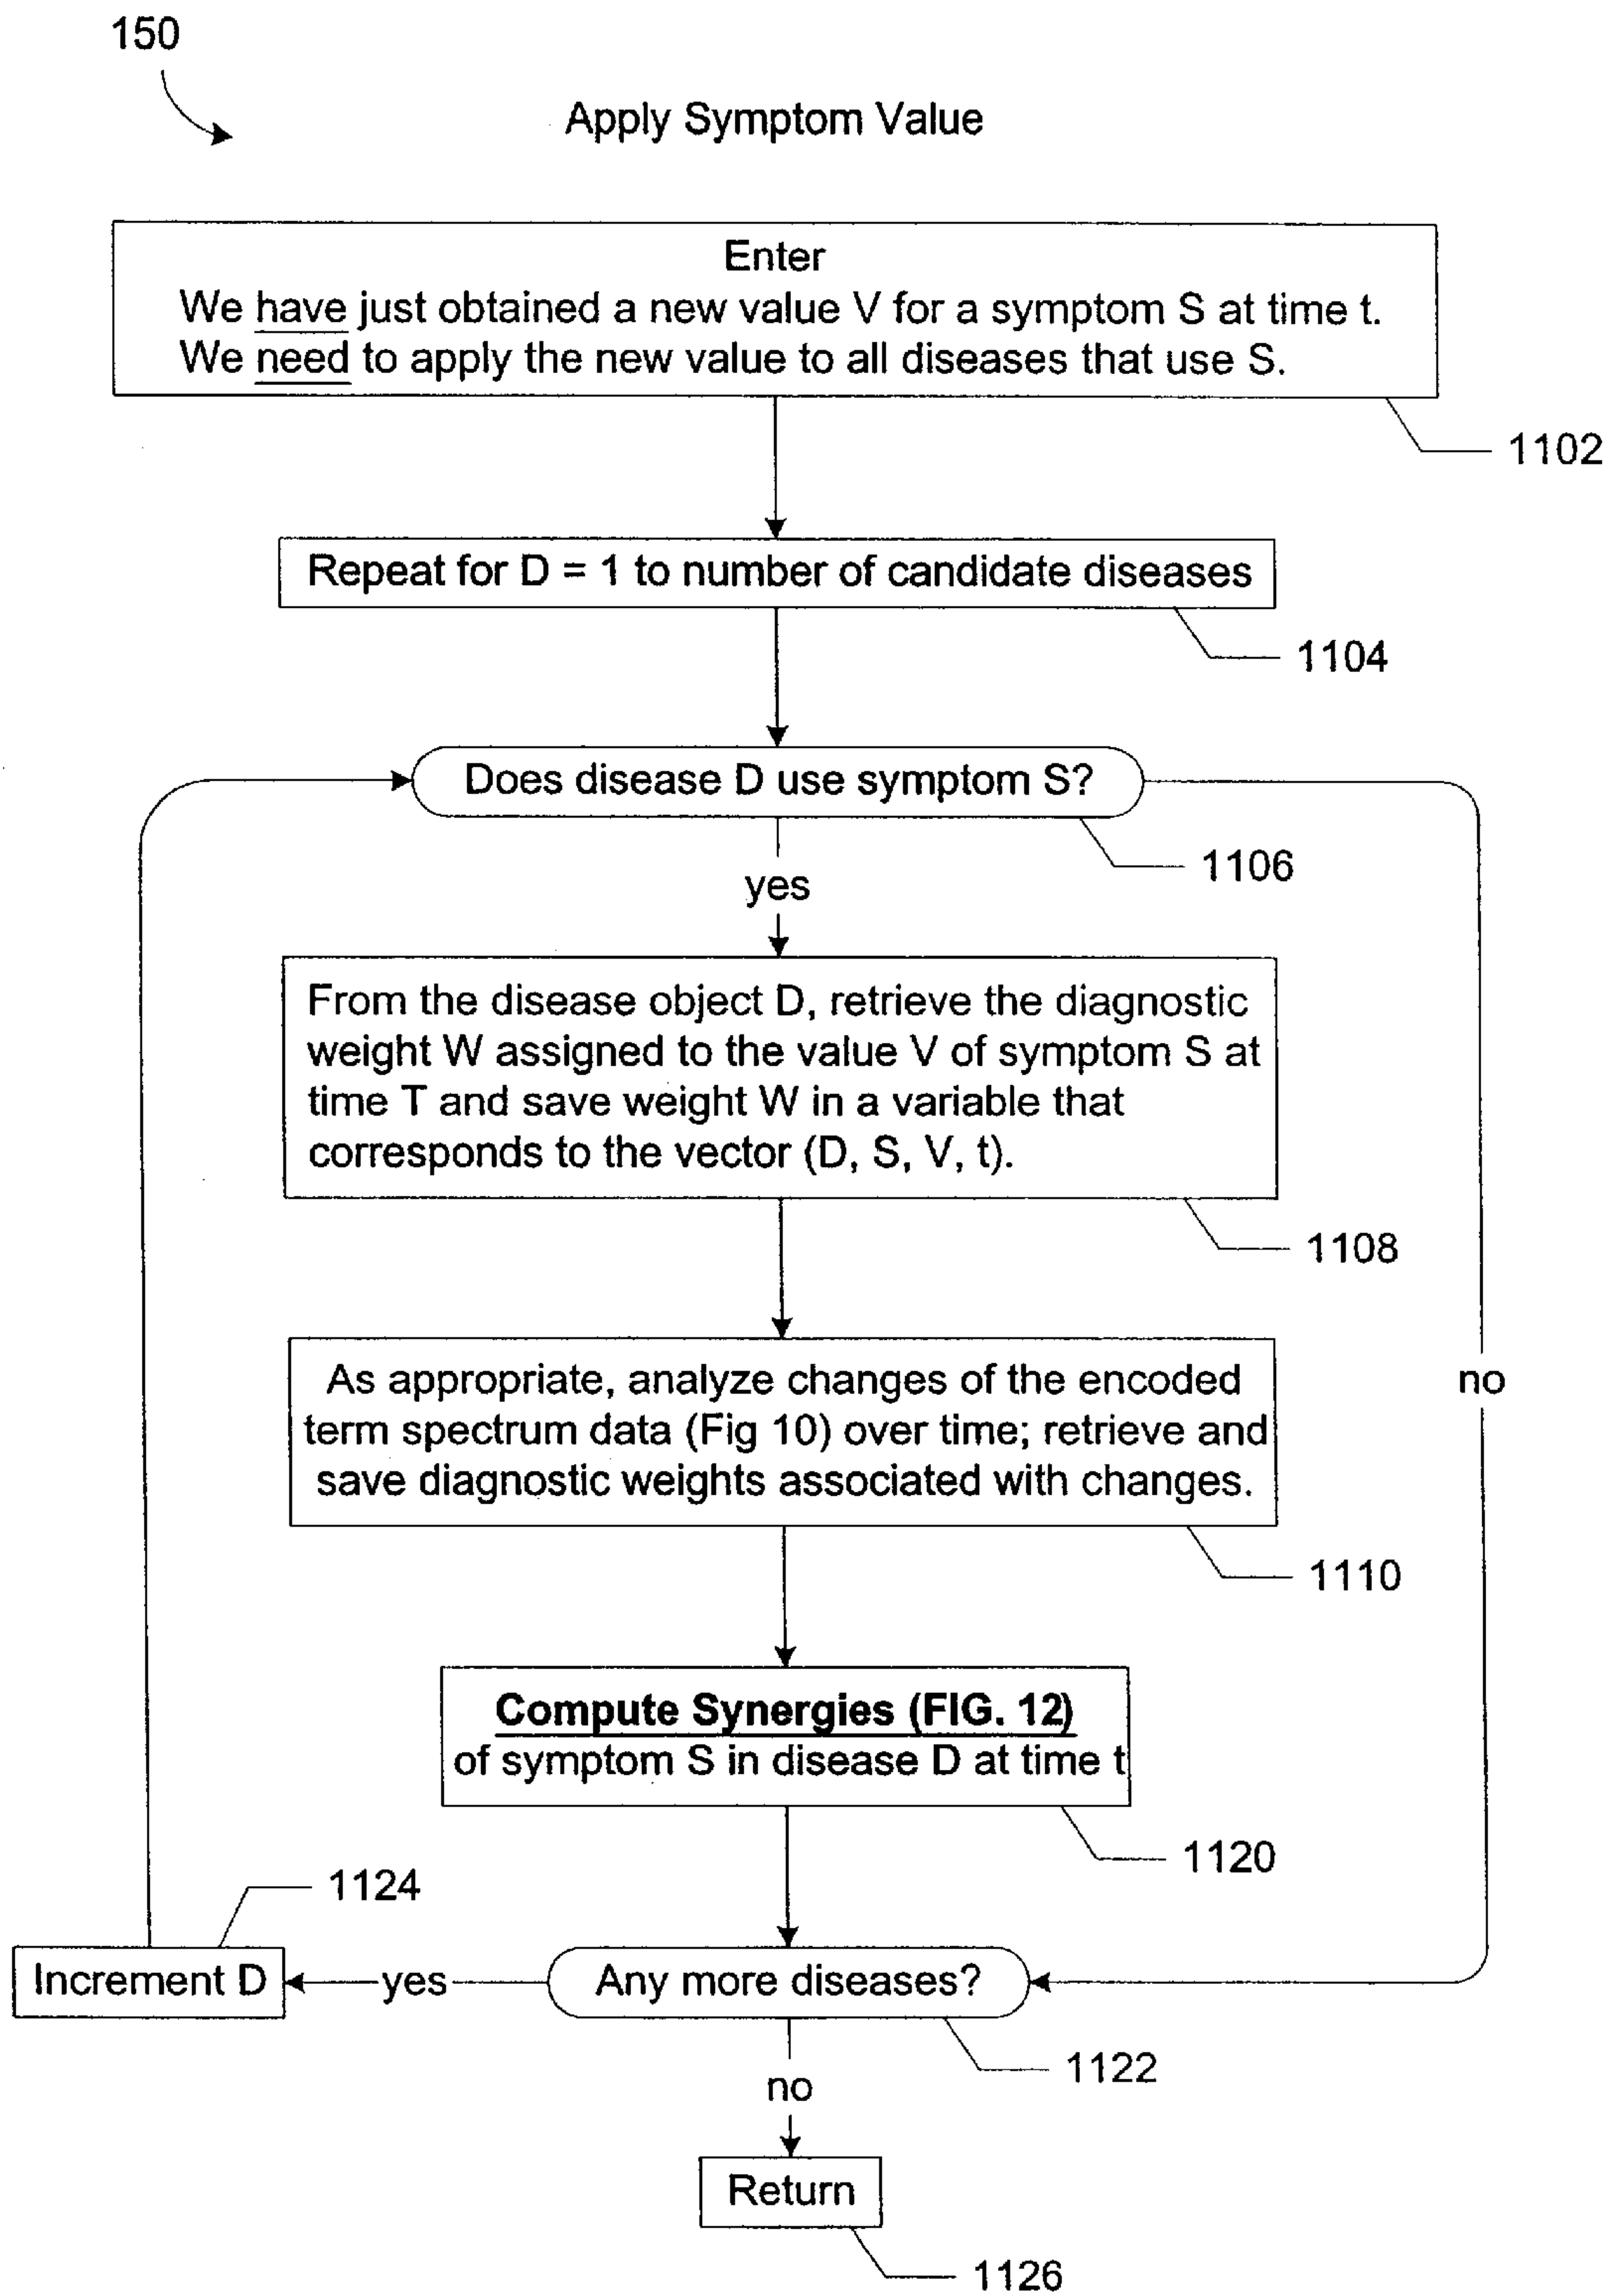 150
Apply Symptom Value
Enter
We have just obtained a new value V for a symptom S at time t.
We need to apply the new value to all diseases that use S.
1102
Repeat for D = 1 to number of candidate diseases
1104
Does disease D use symptom S?
1106
yes
From the disease object D, retrieve the diagnostic
weight W assigned to the value V of symptom S at
time T and save weight W in a variable that
corresponds to the vector (D, S, V, t).
1108
As appropriate, analyze changes of the encoded
term spectrum data (Fig 10) over time; retrieve and
save diagnostic weights associated with changes.
no
1110
Compute Synergies (FIG. 12)
of symptom S in disease D at time t
1120
1124
Increment D
yes
Any more diseases?
1122
no
Return
1126